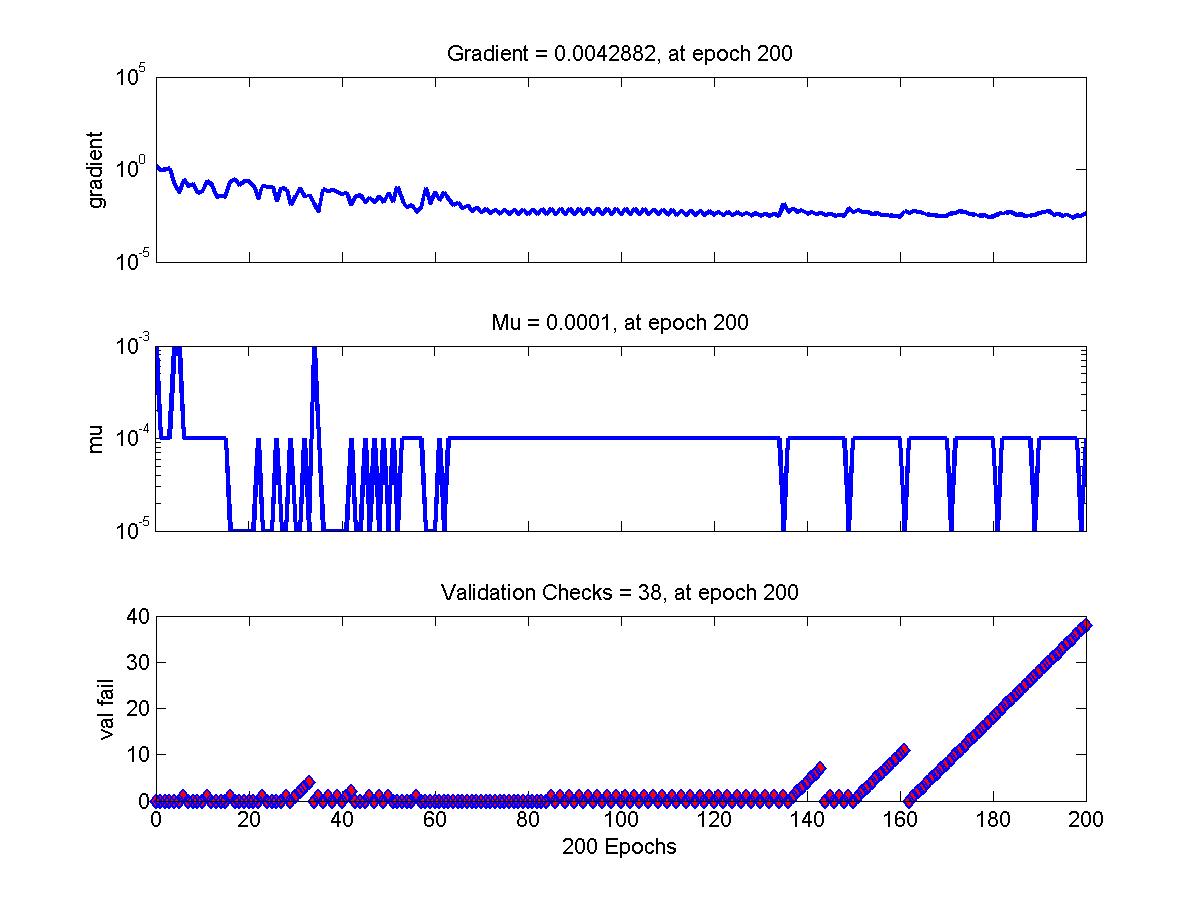 Gradient = 0.0042882, at epoch 200
10^5
10^0
10^-5
gradient
Mu = 0.0001, at epoch 200
10^-3
10^-4
10^-5
mu
Validation Checks = 38, at epoch 200
40
30
20
10
0
val fail
0 20 40 60 80 100 120 140 160 180 200
200 Epochs